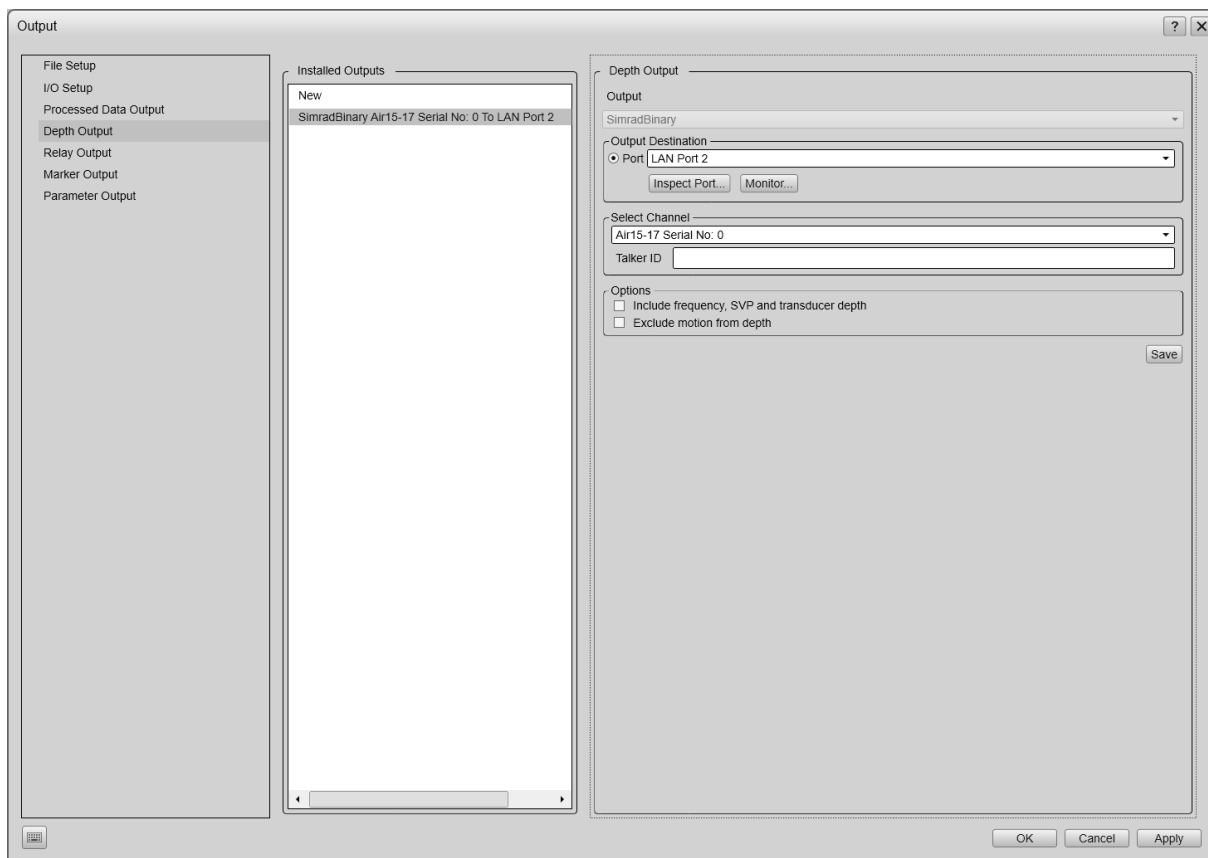 Output
?
X
File Setup
I/O Setup
Processed Data Output
Depth Output
Relay Output
Marker Output
Parameter Output
Installed Outputs
New
SimradBinary Air15-17 Serial No: 0 To LAN Port 2
Depth Output
Output
SimradBinary
Output Destination
Port LAN Port 2
Inspect Port... Monitor...
Select Channel
Air15-17 Serial No: 0
Talker ID
Options
Include frequency, SVP and transducer depth
Exclude motion from depth
Save
OK Cancel Apply